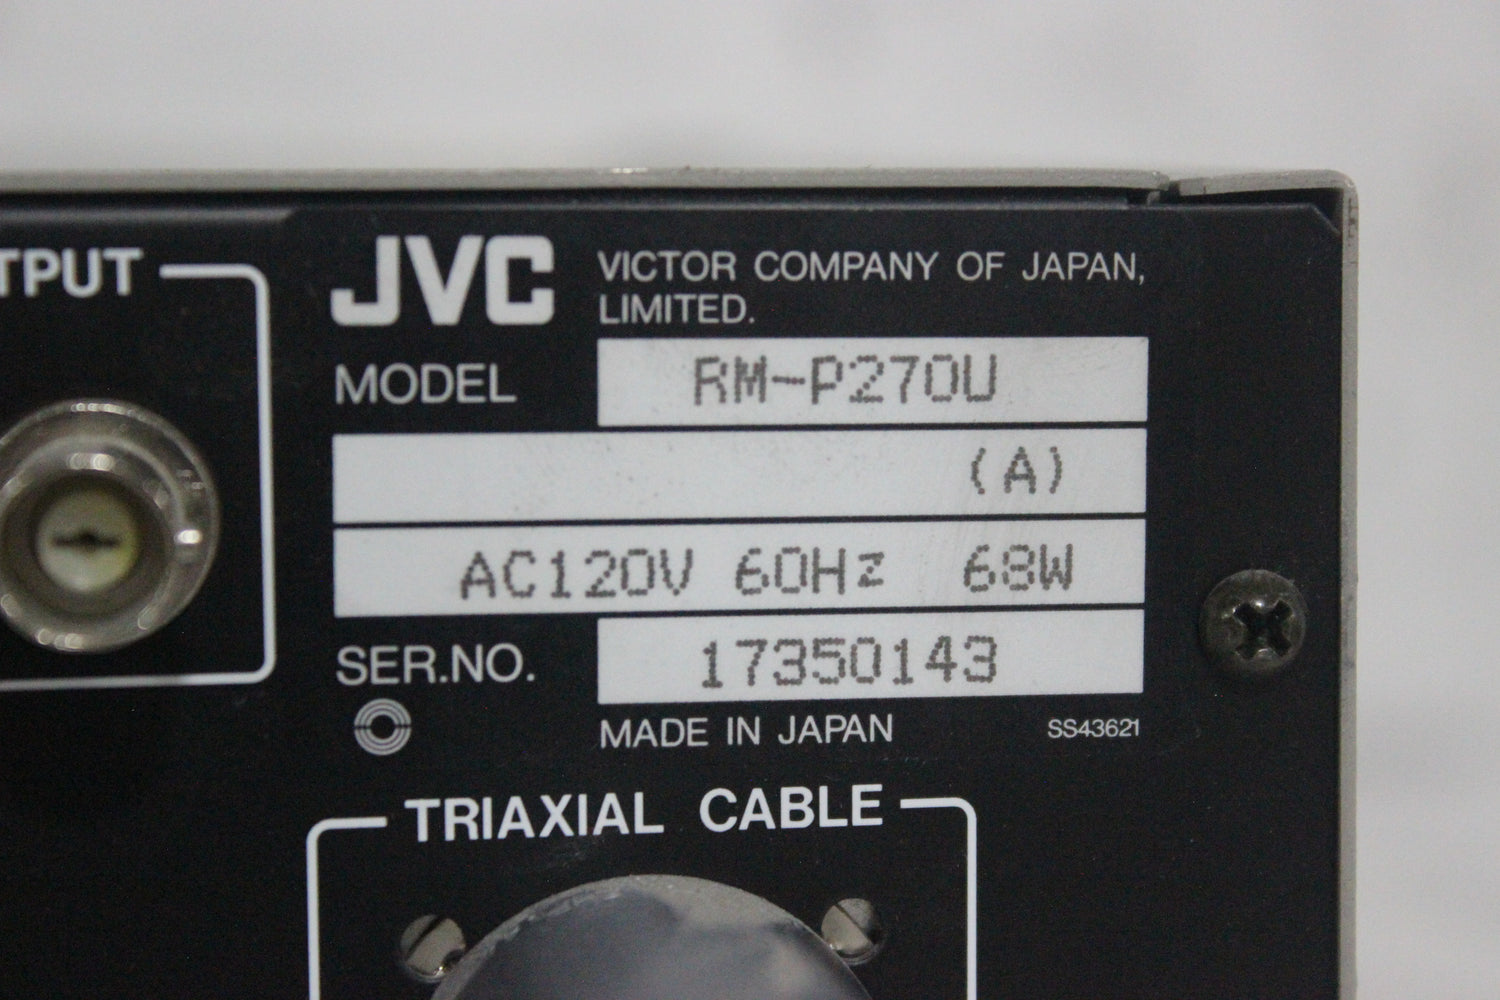 TPUT
JVC
VICTOR COMPANY OF JAPAN,
LIMITED.
MODEL RM-P270U
(A)
AC120V 60Hz 68W
SER.NO. 17350143
MADE IN JAPAN SS43621
TRIAXIAL CABLE